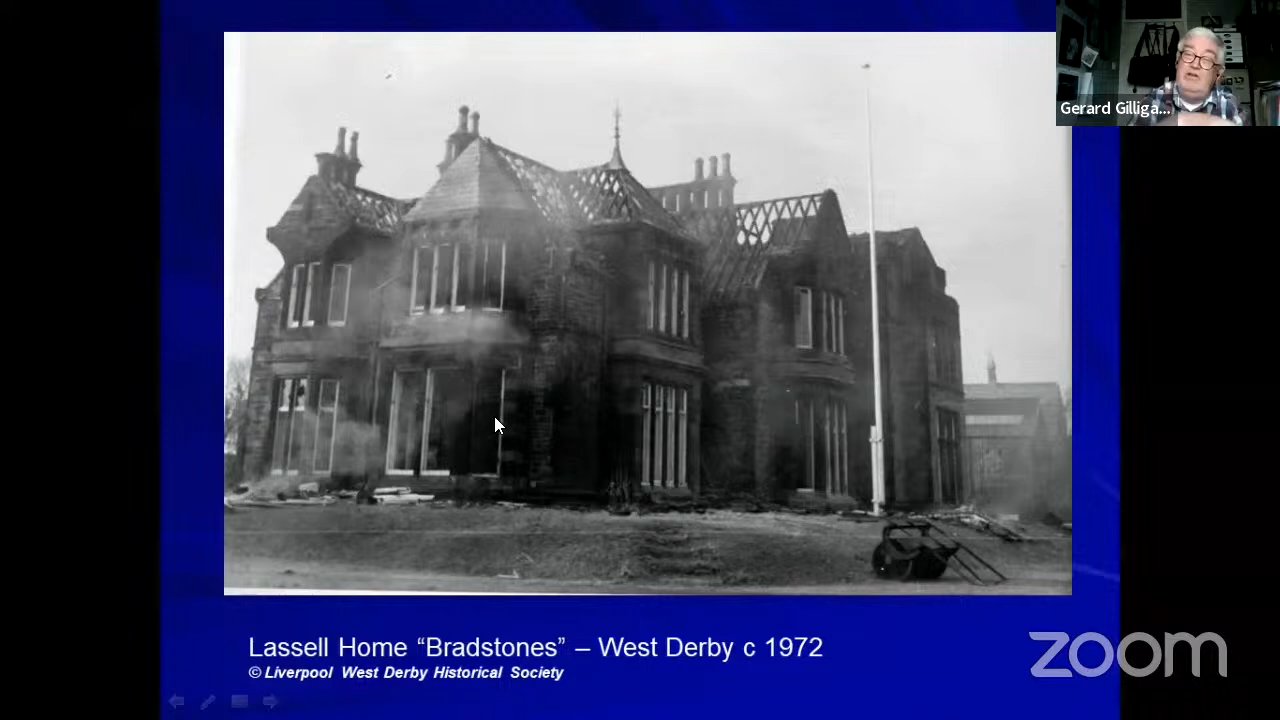 Gerard Gilliga...
Lassell Home “Bradstones” – West Derby c 1972
© Liverpool West Derby Historical Society
zoom